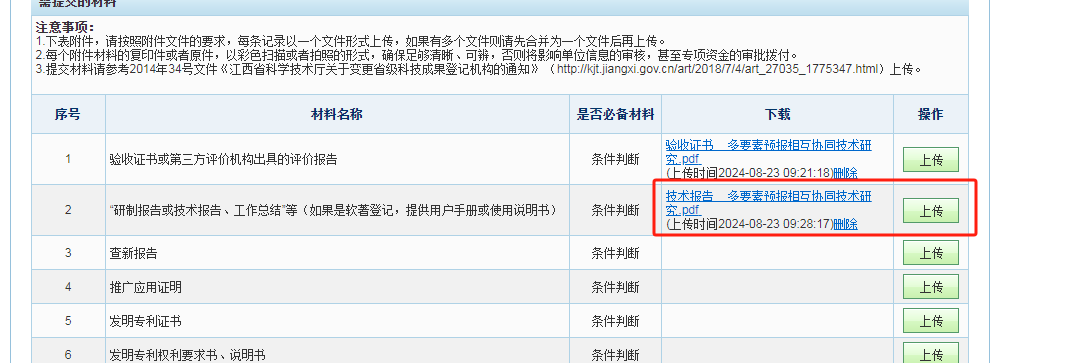 需提交的材料
注意事项：
1.下表附件，请按照附件文件的要求，每条记录以一个文件形式上传，如果有多个文件则请先合并为一个文件后再上传。
2.每个附件材料的复印件或者原件，以彩色扫描或者拍照的形式，确保足够清晰、可辨，否则将影响单位信息的审核，甚至专项资金的审批拨付。
3.提交材料请参考2014年34号文件《江西省科学技术厅关于变更省级科技成果登记机构的通知》（http://kjt.jiangxi.gov.cn/art/2018/7/4/art_27035_1775347.html）上传。
序号 材料名称 是否必备材料 下载 操作
1 验收证书或第三方评价机构出具的评价报告 条件判断 验收证书__多要素预报相互协同技术研究.pdf (上传时间2024-08-23 09:21:18)删除 上传
2 “研制报告或技术报告、工作总结”等（如果是软著登记，提供用户手册或使用说明书） 条件判断 技术报告__多要素预报相互协同技术研究.pdf (上传时间2024-08-23 09:28:17)删除 上传
3 查新报告 条件判断 上传
4 推广应用证明 条件判断 上传
5 发明专利证书 条件判断 上传
6 发明专利权利要求书、说明书 条件判断 上传